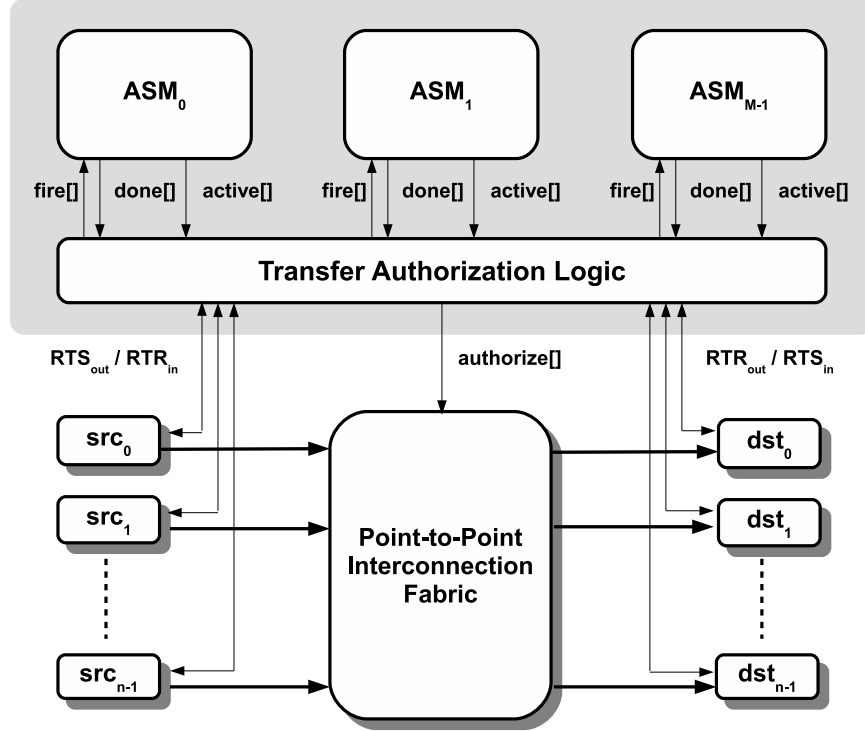 ASM0
ASM1
ASMM-1
fire[] done[] active[] fire[] done[] active[] fire[] done[] active[]
Transfer Authorization Logic
RTSout / RTRin
authorize[]
RTRout / RTSin
src0
dst0
src1
dst1
Point-to-Point
Interconnection
Fabric
srcn-1
dstn-1